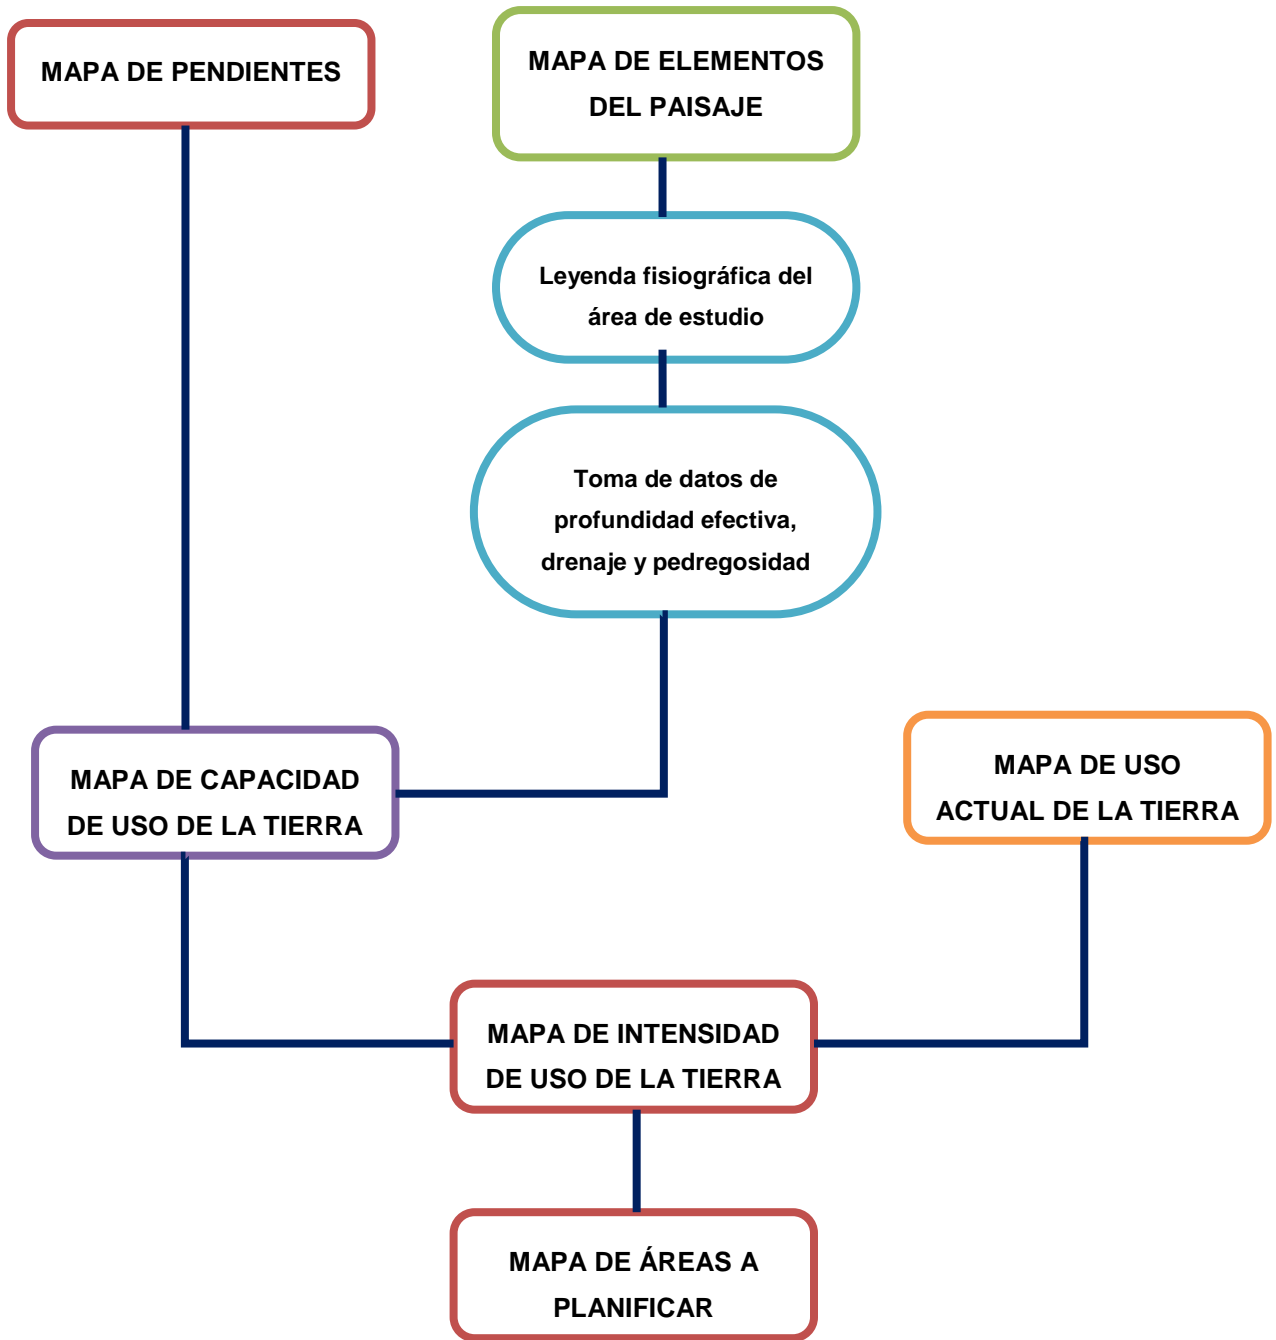 MAPA DE PENDIENTES
MAPA DE ELEMENTOS
DEL PAISAJE
Leyenda fisiográfica del
área de estudio
Toma de datos de
profundidad efectiva,
drenaje y pedregosidad
MAPA DE CAPACIDAD
DE USO DE LA TIERRA
MAPA DE USO
ACTUAL DE LA TIERRA
MAPA DE INTENSIDAD
DE USO DE LA TIERRA
MAPA DE ÁREAS A
PLANIFICAR